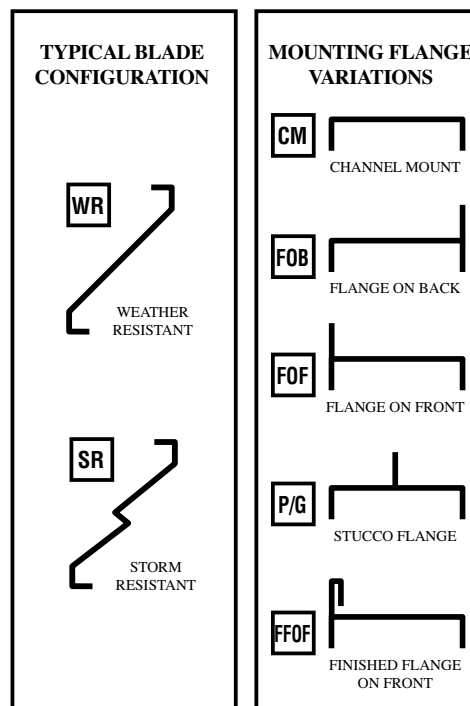 TYPICAL BLADE
CONFIGURATION
WR
WEATHER
RESISTANT
SR
STORM
RESISTANT
MOUNTING FLANGE
VARIATIONS
CM
CHANNEL MOUNT
FOB
FLANGE ON BACK
FOF
FLANGE ON FRONT
P/G
STUCCO FLANGE
FFOF
FINISHED FLANGE
ON FRONT